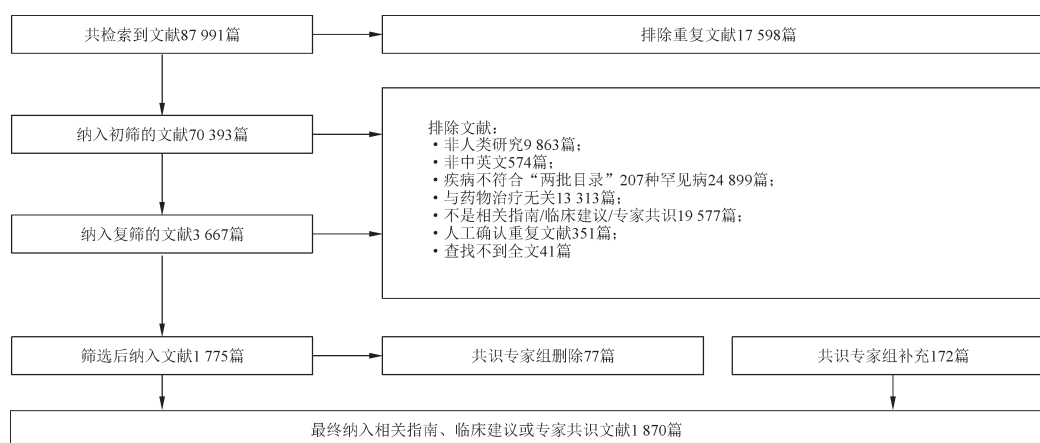 共检索到文献87 991篇
排除重复文献17 598篇
纳入初筛的文献70 393篇
排除文献：
•非人类研究9 863篇；
•非中英文574篇；
•疾病不符合“两批目录”207种罕见病24 899篇；
•与药物治疗无关13 313篇；
•不是相关指南/临床建议/专家共识19 577篇；
•人工确认重复文献351篇；
•查找不到全文41篇
纳入复筛的文献3 667篇
筛选后纳入文献1 775篇
共识专家组删除77篇
共识专家组补充172篇
最终纳入相关指南、临床建议或专家共识文献1 870篇